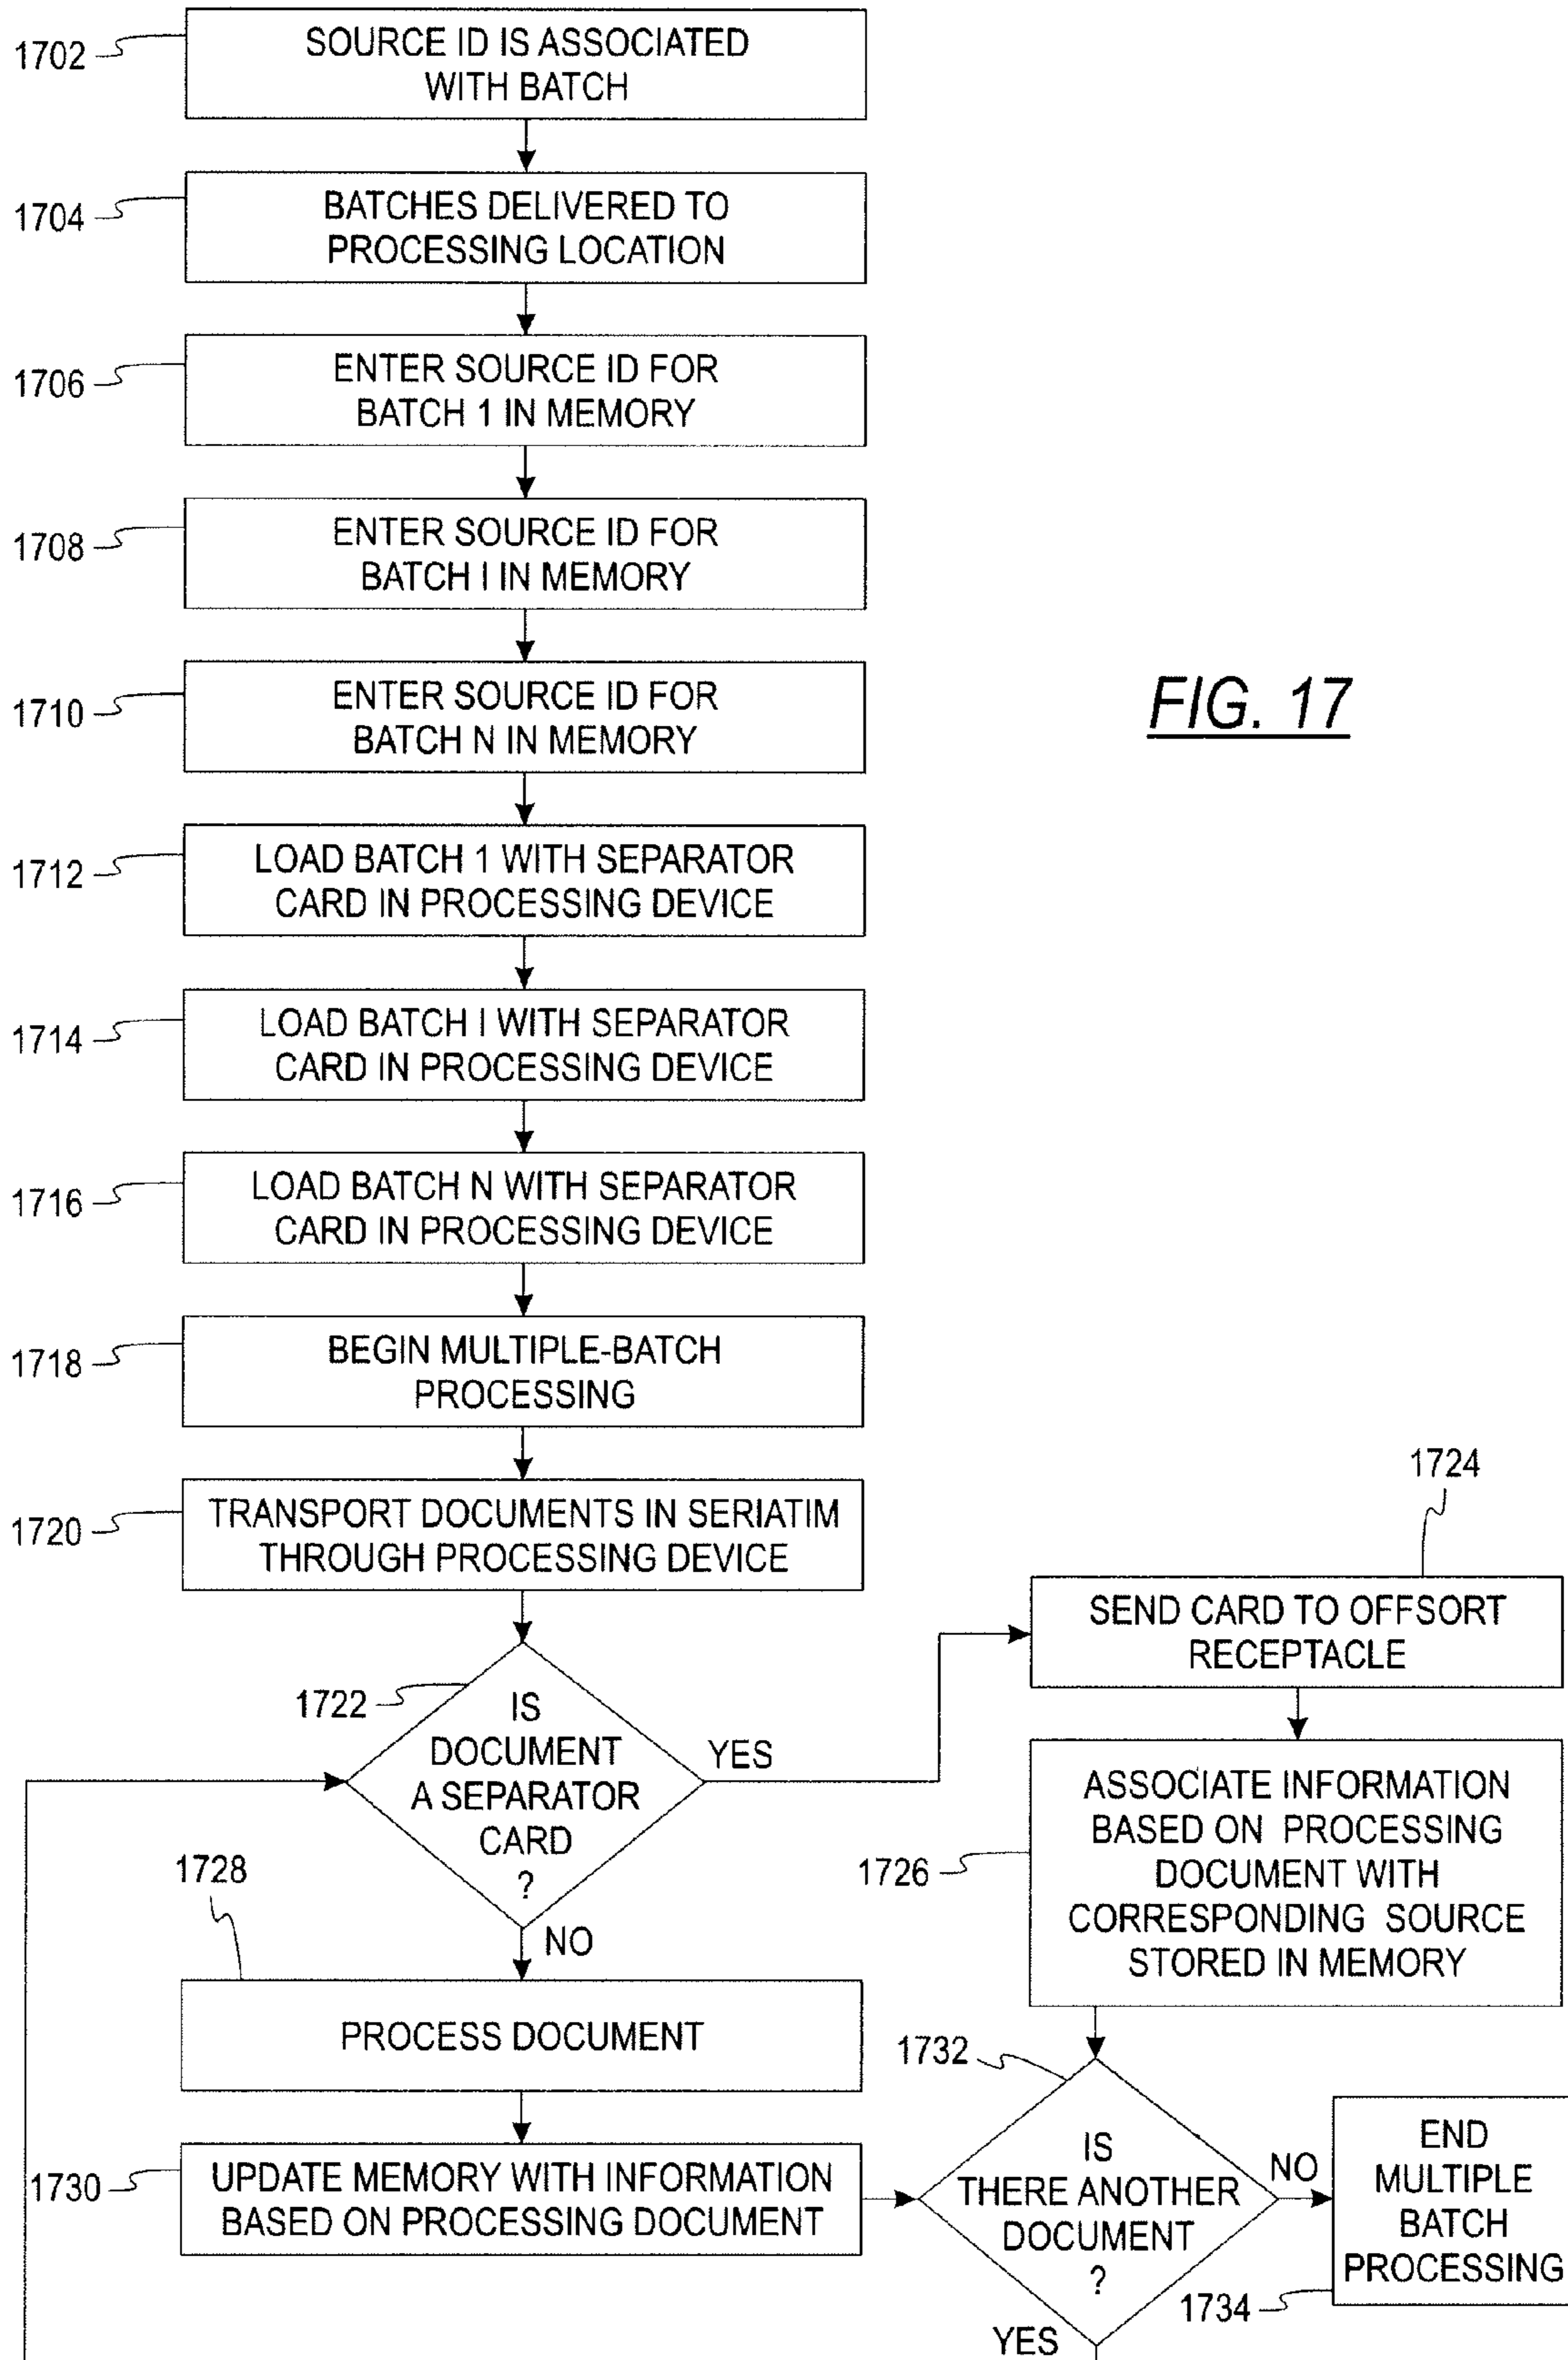 1702
SOURCE ID IS ASSOCIATED
WITH BATCH
1704
BATCHES DELIVERED TO
PROCESSING LOCATION
1706
ENTER SOURCE ID FOR
BATCH 1 IN MEMORY
1708
ENTER SOURCE ID FOR
BATCH I IN MEMORY
1710
ENTER SOURCE ID FOR
BATCH N IN MEMORY
FIG. 17
1712
LOAD BATCH 1 WITH SEPARATOR
CARD IN PROCESSING DEVICE
1714
LOAD BATCH I WITH SEPARATOR
CARD IN PROCESSING DEVICE
1716
LOAD BATCH N WITH SEPARATOR
CARD IN PROCESSING DEVICE
1718
BEGIN MULTIPLE-BATCH
PROCESSING
1720
TRANSPORT DOCUMENTS IN SERIATIM
THROUGH PROCESSING DEVICE
1722
IS
DOCUMENT
A SEPARATOR
CARD
?
YES
NO
1724
SEND CARD TO OFFSORT
RECEPTACLE
1726
ASSOCIATE INFORMATION
BASED ON PROCESSING
DOCUMENT WITH
CORRESPONDING SOURCE
STORED IN MEMORY
1728
PROCESS DOCUMENT
1730
UPDATE MEMORY WITH INFORMATION
BASED ON PROCESSING DOCUMENT
1732
IS
THERE ANOTHER
DOCUMENT
?
NO
YES
1734
END
MULTIPLE
BATCH
PROCESSING